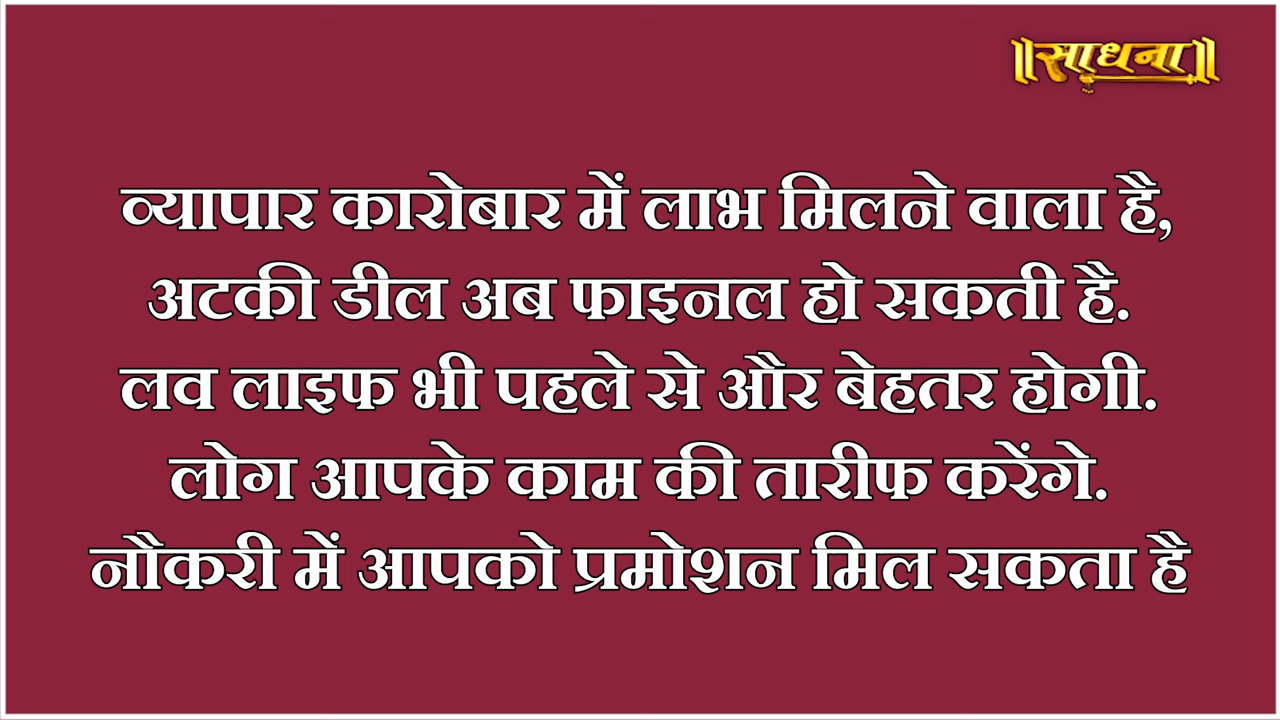 ॥साधना॥
व्यापार कारोबार में लाभ मिलने वाला है,
अटकी डील अब फाइनल हो सकती है.
लव लाइफ भी पहले से और बेहतर होगी.
लोग आपके काम की तारीफ करेंगे.
नौकरी में आपको प्रमोशन मिल सकता है